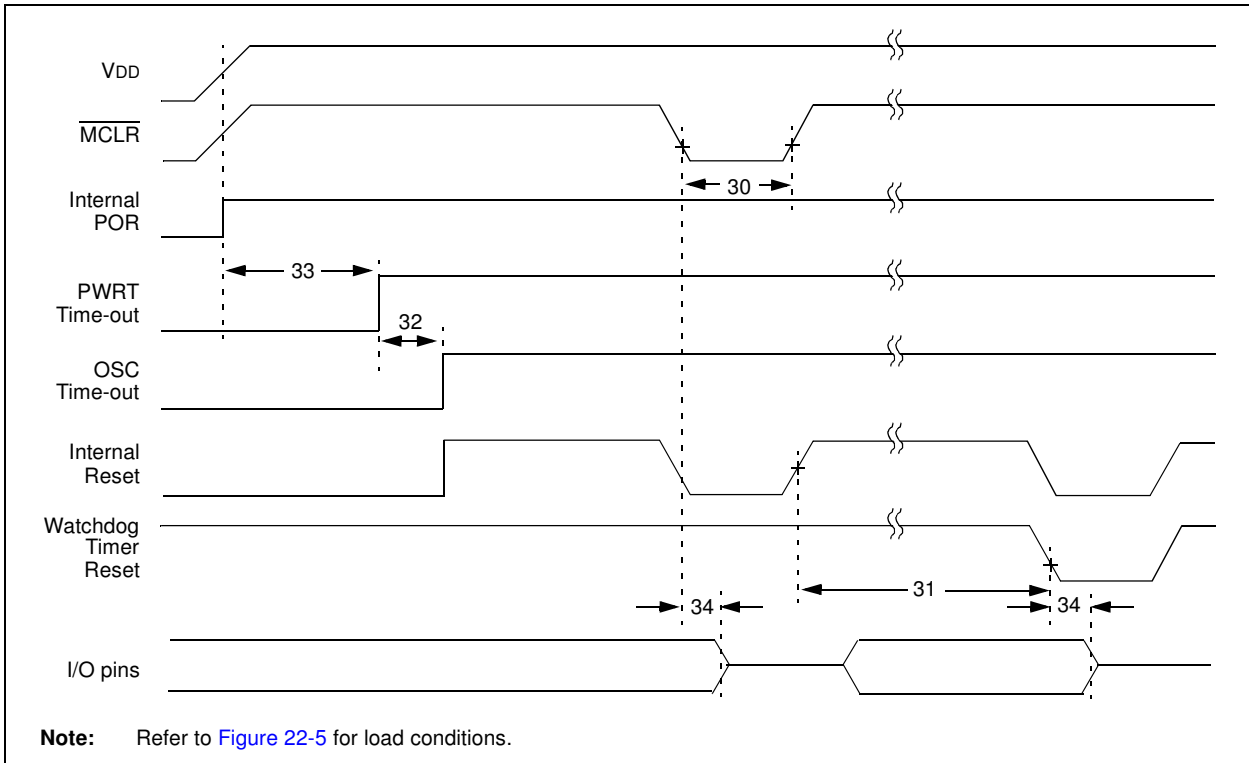 VDD
MCLR
30
Internal
POR
33
PWRT
Time-out
32
OSC
Time-out
Internal
Reset
Watchdog
Timer
Reset
31
34
34
I/O pins
Note: Refer to Figure 22-5 for load conditions.